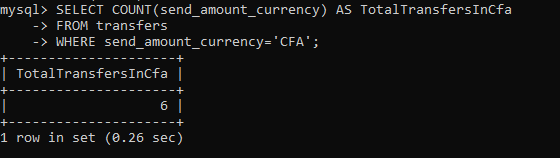 mysql> SELECT COUNT(send_amount_currency) AS TotalTransfersInCfa
    -> FROM transfers
    -> WHERE send_amount_currency='CFA';
+---------------------+
| TotalTransfersInCfa |
+---------------------+
|                   6 |
+---------------------+
1 row in set (0.26 sec)